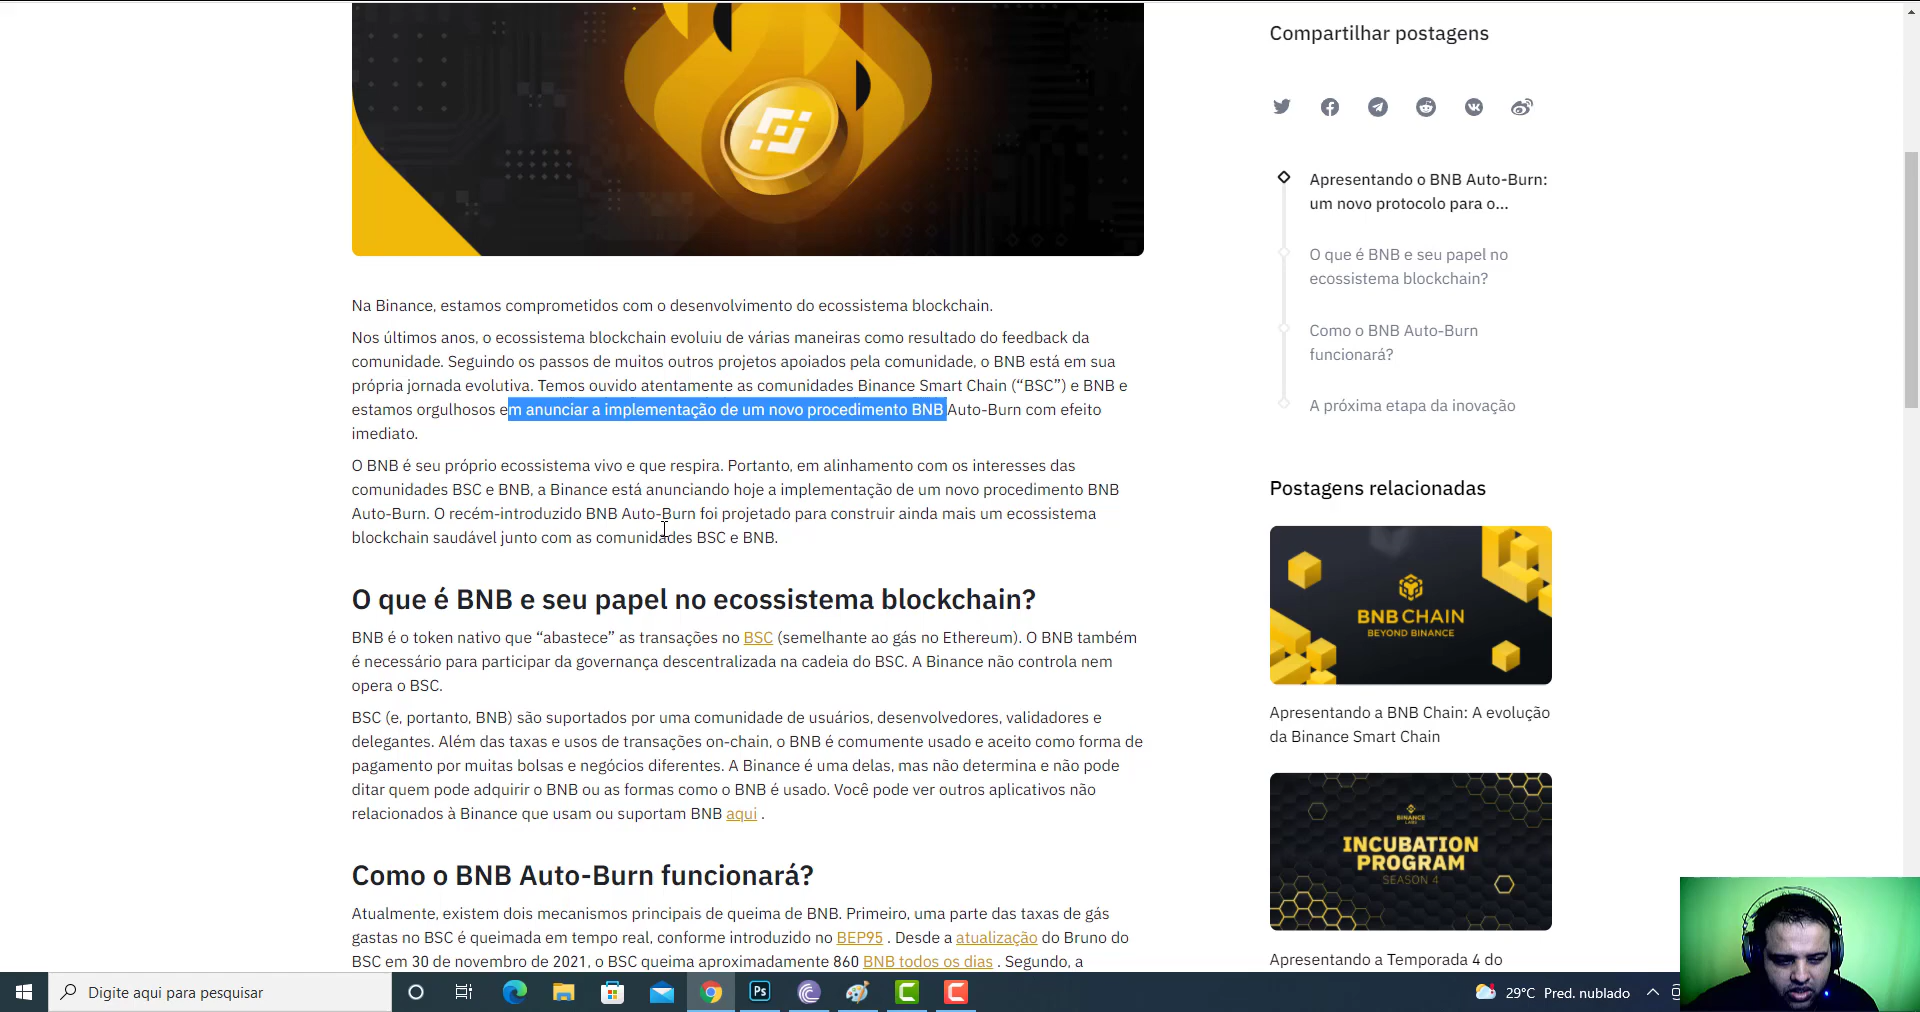 Na Binance, estamos comprometidos com o desenvolvimento do ecossistema blockchain.
Nos últimos anos, o ecossistema blockchain evoluiu de várias maneiras como resultado do feedback da
comunidade. Seguindo os passos de muitos outros projetos apoiados pela comunidade, o BNB está em sua
própria jornada evolutiva. Temos ouvido atentamente as comunidades Binance Smart Chain (“BSC”) e BNB e
estamos orgulhosos em anunciar a implementação de um novo procedimento BNB Auto-Burn com efeito
imediato.
O BNB é seu próprio ecossistema vivo e que respira. Portanto, em alinhamento com os interesses das
comunidades BSC e BNB, a Binance está anunciando hoje a implementação de um novo procedimento BNB
Auto-Burn. O recém-introduzido BNB Auto-Burn foi projetado para construir ainda mais um ecossistema
blockchain saudável junto com as comunidades BSC e BNB.
O que é BNB e seu papel no ecossistema blockchain?
BNB é o token nativo que “abastece” as transações no BSC (semelhante ao gás no Ethereum). O BNB também
é necessário para participar da governança descentralizada na cadeia do BSC. A Binance não controla nem
opera o BSC.
BSC (e, portanto, BNB) são suportados por uma comunidade de usuários, desenvolvedores, validadores e
delegantes. Além das taxas e usos de transações on-chain, o BNB é comumente usado e aceito como forma de
pagamento por muitas bolsas e negócios diferentes. A Binance é uma delas, mas não determina e não pode
ditar quem pode adquirir o BNB ou as formas como o BNB é usado. Você pode ver outros aplicativos não
relacionados à Binance que usam ou suportam BNB aqui .
Como o BNB Auto-Burn funcionará?
Atualmente, existem dois mecanismos principais de queima de BNB. Primeiro, uma parte das taxas de gás
gastas no BSC é queimada em tempo real, conforme introduzido no BEP95 . Desde a atualização do Bruno do
BSC em 30 de novembro de 2021, o BSC queima aproximadamente 860 BNB todos os dias . Segundo, a
Compartilhar postagens
Apresentando o BNB Auto-Burn:
um novo protocolo para o...
O que é BNB e seu papel no
ecossistema blockchain?
Como o BNB Auto-Burn
funcionará?
A próxima etapa da inovação
Postagens relacionadas
BNB CHAIN
BEYOND BINANCE
Apresentando a BNB Chain: A evolução
da Binance Smart Chain
BINANCE
LABS
INCUBATION
PROGRAM
SEASON 4
Apresentando a Temporada 4 do
Digite aqui para pesquisar
Ps
29°C Pred. nublado